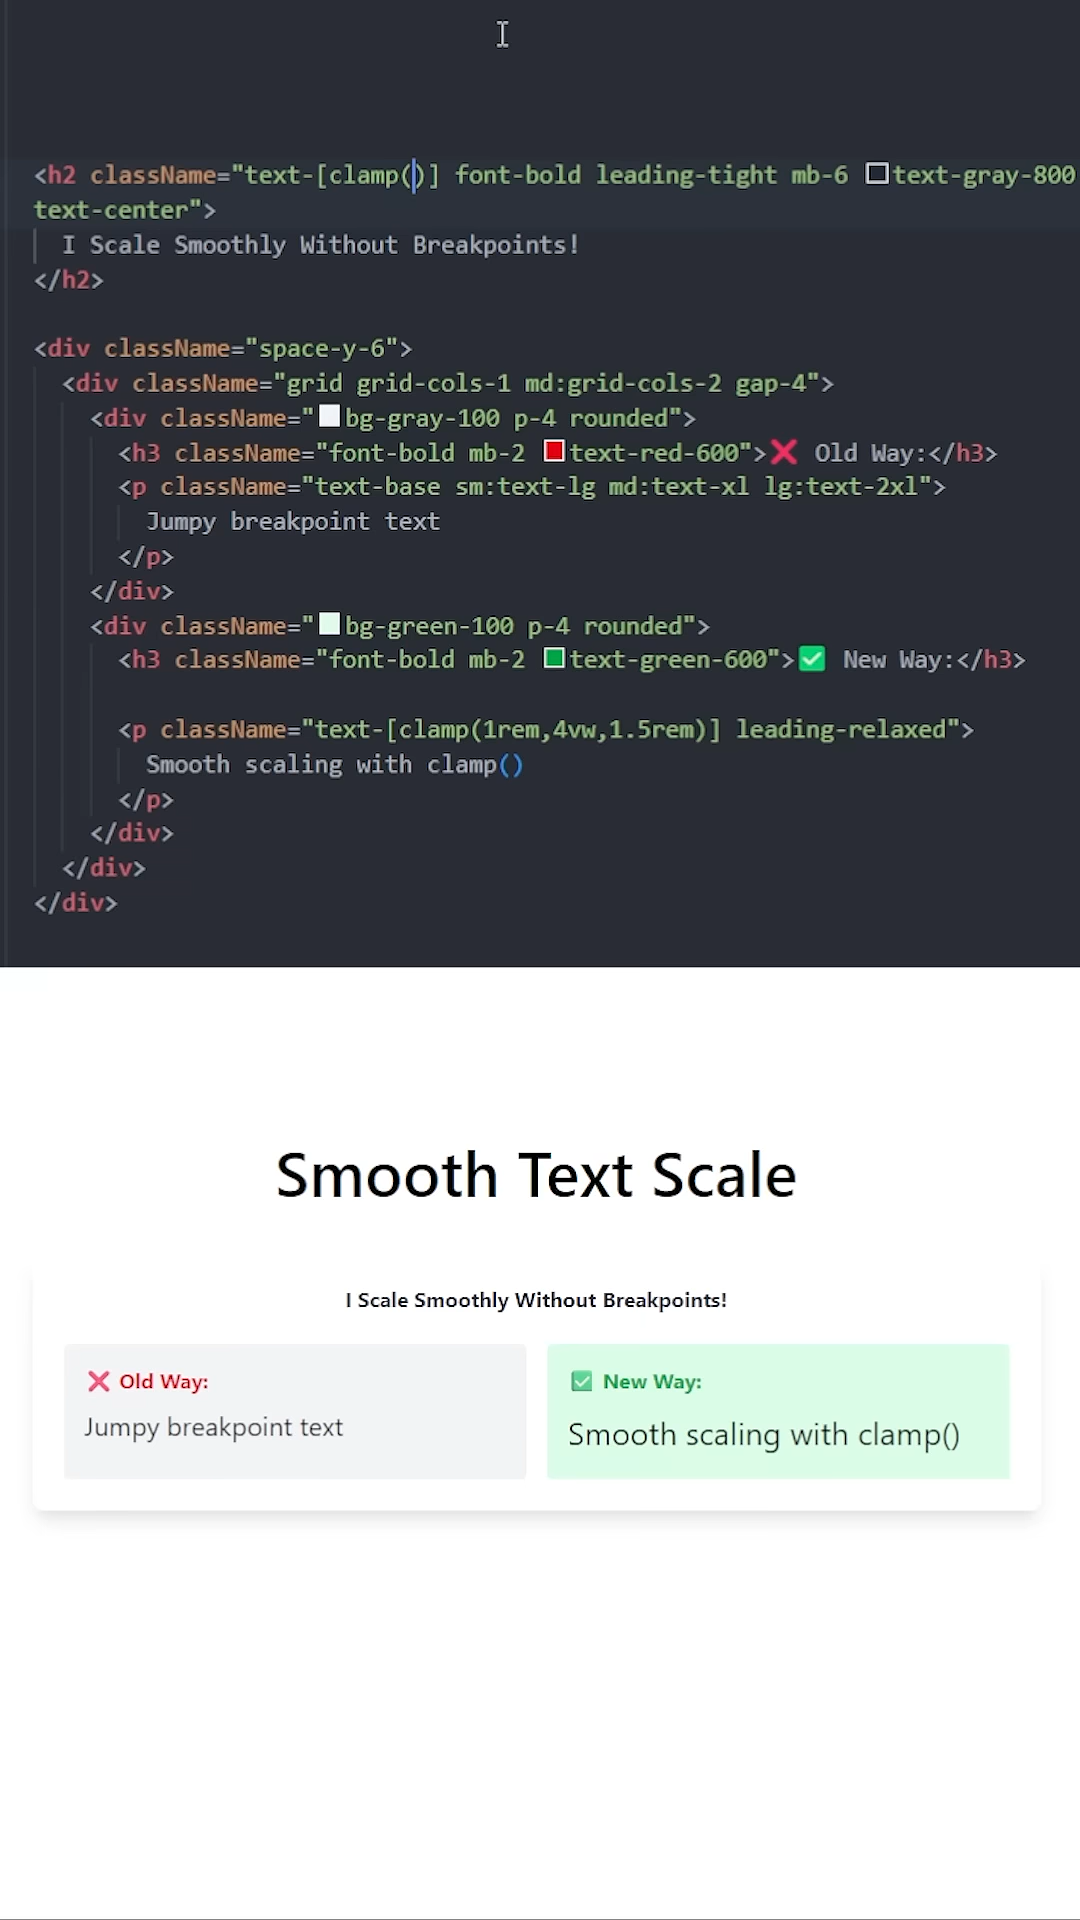 <h2 className="text-[clamp()] font-bold leading-tight mb-6 text-gray-800
text-center">
I Scale Smoothly Without Breakpoints!
</h2>
<div className="space-y-6">
<div className="grid grid-cols-1 md:grid-cols-2 gap-4">
<div className="bg-gray-100 p-4 rounded">
<h3 className="font-bold mb-2 text-red-600">❌ Old Way:</h3>
<p className="text-base sm:text-lg md:text-xl lg:text-2xl">
Jumpy breakpoint text
</p>
</div>
<div className="bg-green-100 p-4 rounded">
<h3 className="font-bold mb-2 text-green-600">✅ New Way:</h3>
<p className="text-[clamp(1rem,4vw,1.5rem)] leading-relaxed">
Smooth scaling with clamp()
</p>
</div>
</div>
</div>
Smooth Text Scale
I Scale Smoothly Without Breakpoints!
❌ Old Way:
Jumpy breakpoint text
✅ New Way:
Smooth scaling with clamp()